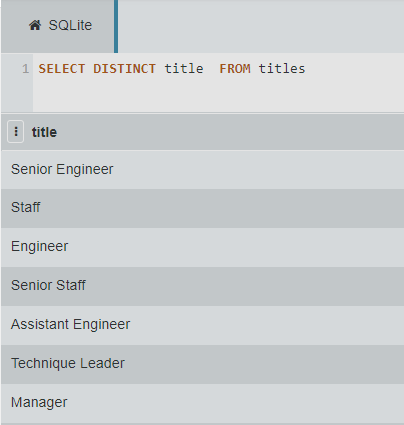 SQLite
1 SELECT DISTINCT title  FROM titles
title
Senior Engineer
Staff
Engineer
Senior Staff
Assistant Engineer
Technique Leader
Manager